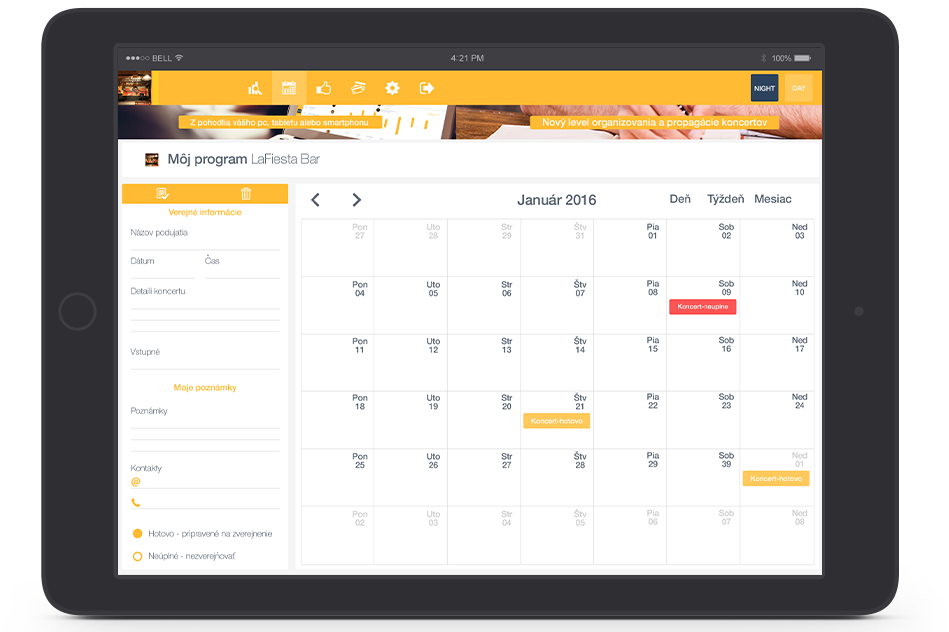 BELL
4:21 PM
100%
NIGHT
DAY
Z pohodlia vášho pc, tabletu alebo smartphonu
Nový level organizovania a propagácie koncertov
Môj program LaFiesta Bar
Verejné informácie
Názov podujatia
Dátum Čas
Detaili koncertu
Vstupné
Moje poznámky
Poznámky
Kontakty
@
Hotovo - pripravené na zverejnenie
Neúplné - nezverejňovať
Január 2016
Deň Týždeň Mesiac
Pon Uto Str Štv Pia Sob Ned
27 28 29 31 01 02 03
Pon Uto Str Štv Pia Sob Ned
04 05 06 07 08 09 10
Koncert-neuplne
Pon Uto Str Štv Pia Sob Ned
11 12 13 14 15 16 17
Pon Uto Str Štv Pia Sob Ned
18 19 20 21 22 23 24
Koncert-hotovo
Pon Uto Str Štv Pia Sob Ned
25 26 27 28 29 39 01
Koncert-hotovo
Pon Uto Str Štv Pia Sob Ned
02 03 04 05 06 07 08